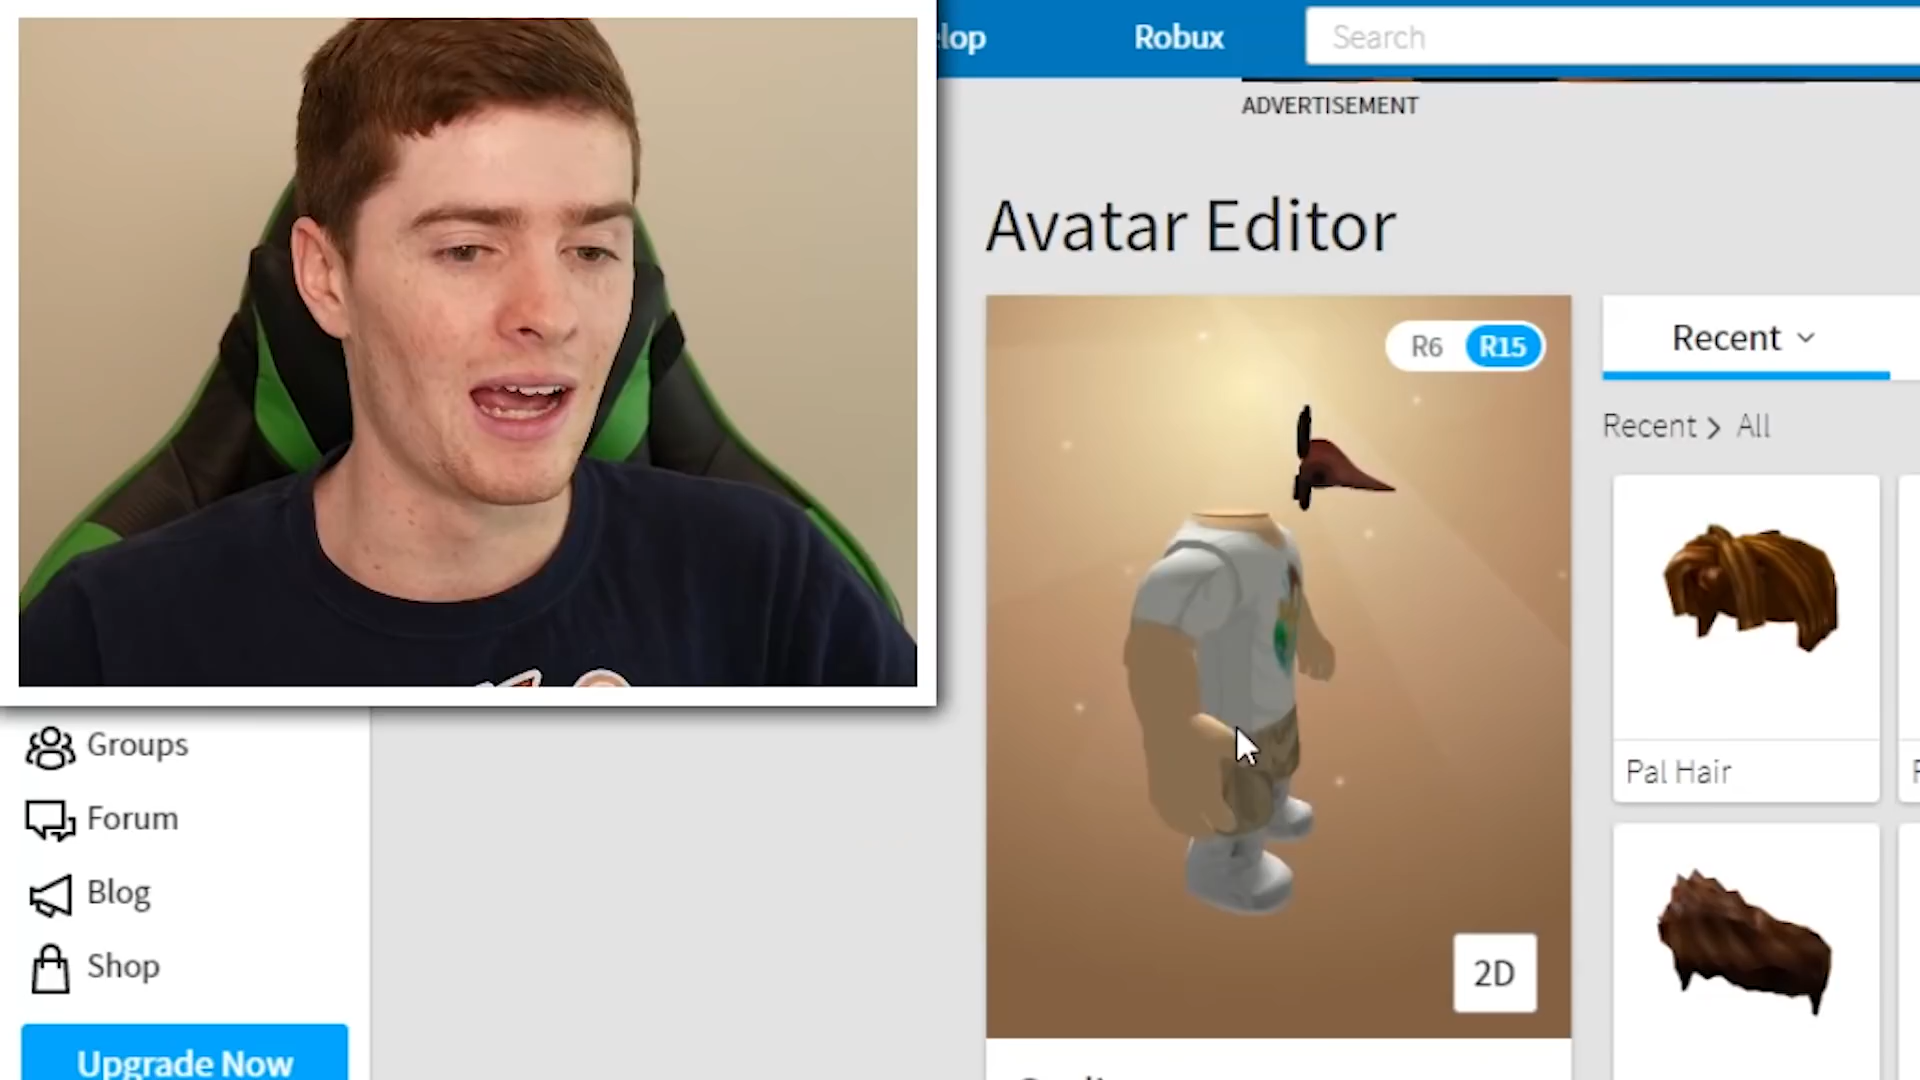 elop
Robux
Search
ADVERTISEMENT
Avatar Editor
R6
R15
Recent
Recent > All
Pal Hair
Groups
Forum
Blog
Shop
2D
Upgrade Now